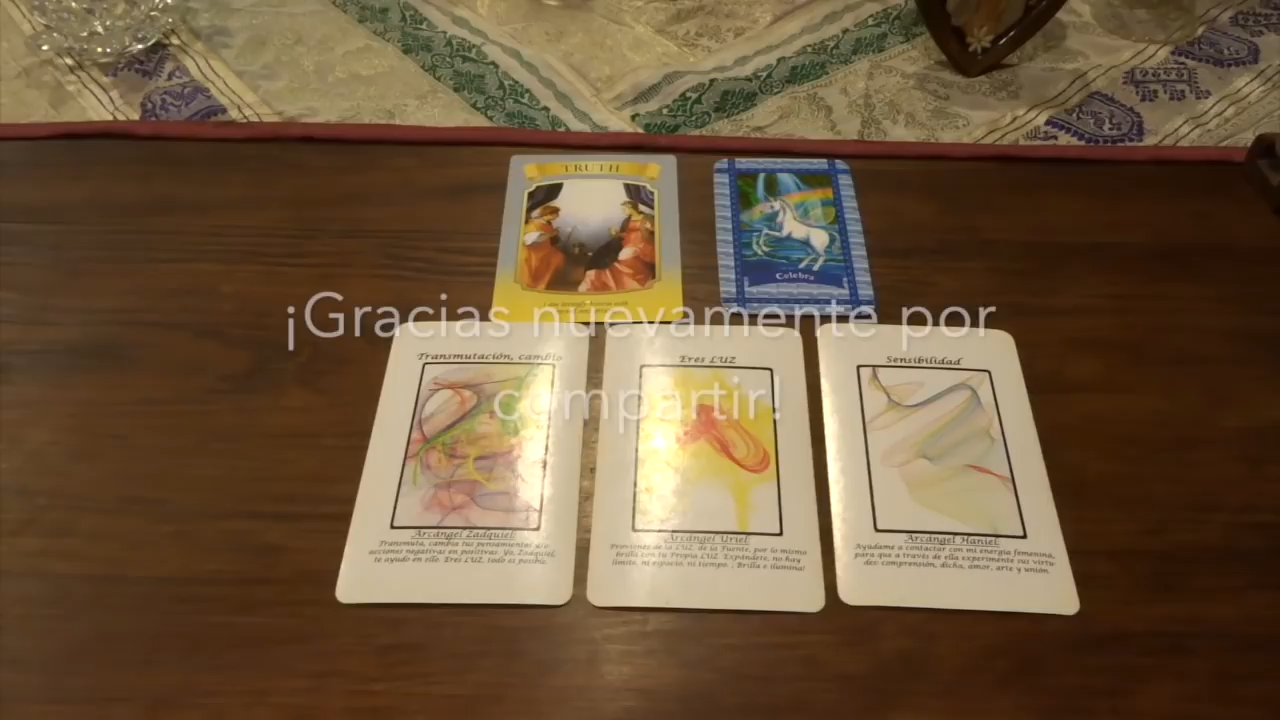 TRUTH
Celebra
¡Gracias nuevamente por
compartir!
Transmutación, cambio
Arcángel Zadquiel:
Transmuta, cambia tus pensamientos y/o
acciones negativas en positivas. Yo, Zadquiel,
te ayudo en ello. Eres LUZ, todo es posible.
Eres LUZ
Arcángel Uriel:
Provienes de la LUZ, de la Fuente, por lo mismo
brilla con tu Propia LUZ. Expándete, no hay
límite, ni espacio, ni tiempo. ¡ Brilla e ilumina!
Sensibilidad
Arcángel Haniel:
Ayúdame a contactar con mi energía femenina,
para que a través de ella experimente sus virtu-
des: comprensión, dicha, amor, arte y unión.